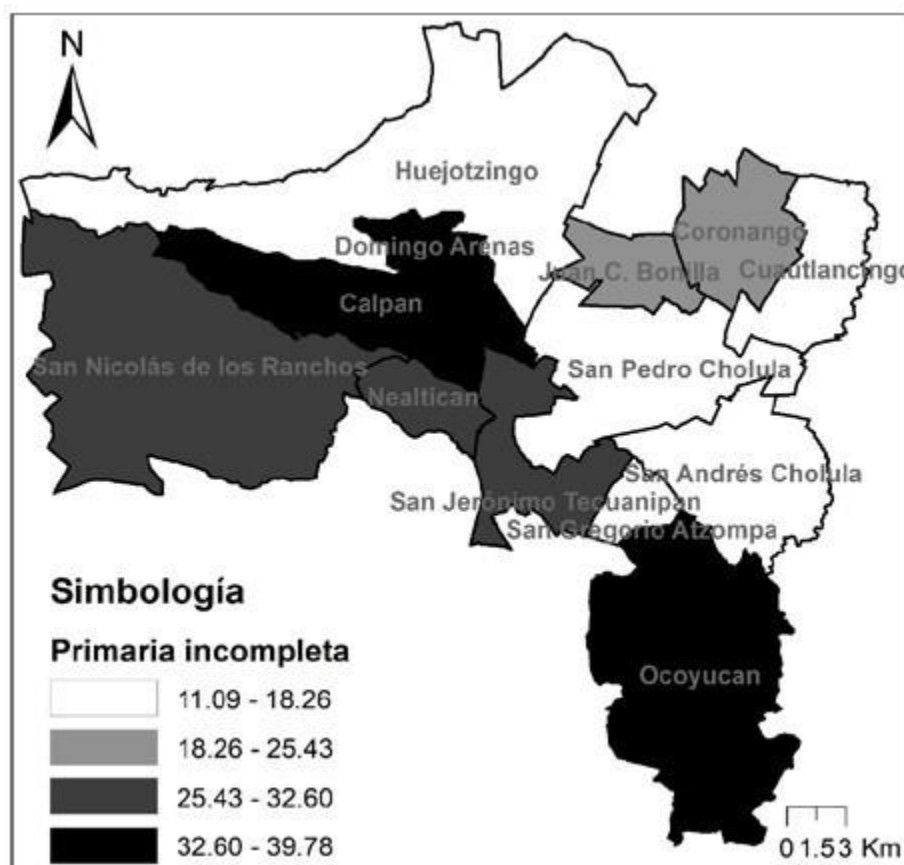 N
Huejotzingo
Domingo Arenas
Coronango
Juan C. Bonilla
Cuautlancingo
Calpan
San Nicolás de los Ranchos
San Pedro Cholula
Nealtican
San Andrés Cholula
San Jerónimo Tecuanipan
San Gregorio Atzompa
Ocoyucan
Simbología
Primaria incompleta
11.09 - 18.26
18.26 - 25.43
25.43 - 32.60
32.60 - 39.78
0 1.53 Km